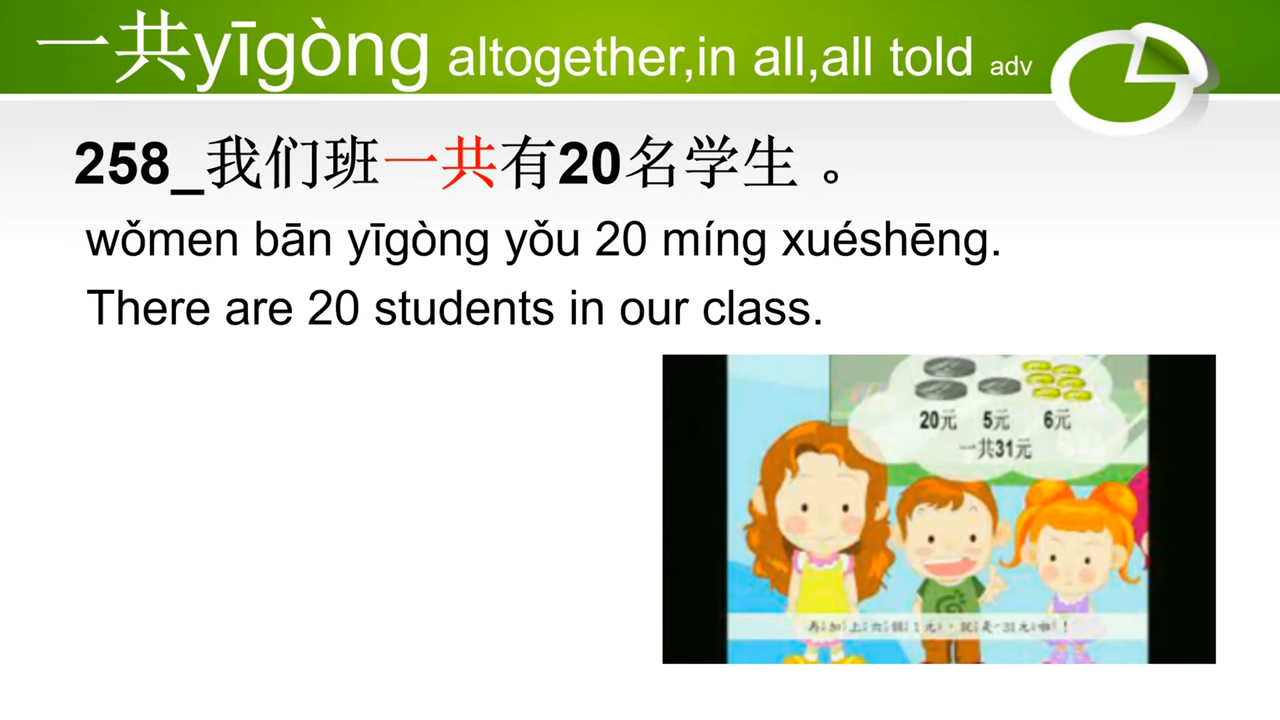 一共yīgòng altogether,in all,all told adv
258_我们班一共有20名学生 。
wǒmen bān yīgòng yǒu 20 míng xuéshēng.
There are 20 students in our class.
20元 5元 6元
一共31元